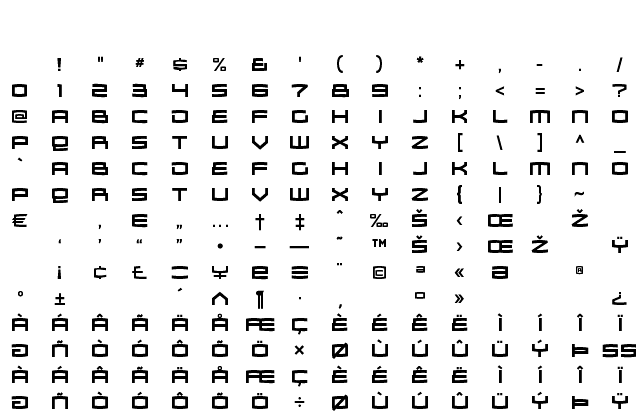 ! " # $ % & ' ( ) * + , - . /
0 1 2 3 4 5 6 7 8 9 : ; < = > ?
@ A B C D E F G H I J K L M N O
P Q R S T U V W X Y Z [ \ ] ^ _
` A B C D E F G H I J K L M N O
P Q R S T U V W X Y Z { | } ~
€ , E „ … † ‡ ˆ ‰ Š ‹ Œ Ž
‘ ’ “ ” • – — ˜ ™ Š › Œ Ž Ÿ
¡ ¢ £ ¥ ¨ © ª « ®
° ± ´ ¶ · ¸ º » ¿
À Á Â Ã Ä Å Æ Ç È É Ê Ë Ì Í Î Ï
Ñ Ò Ó Ô Õ Ö × Ø Ù Ú Û Ü Ý Þ SS
À Á Â Ã Ä Å Æ Ç È É Ê Ë Ì Í Î Ï
Ñ Ò Ó Ô Õ Ö ÷ Ø Ù Ú Û Ü Ý Þ Ÿ